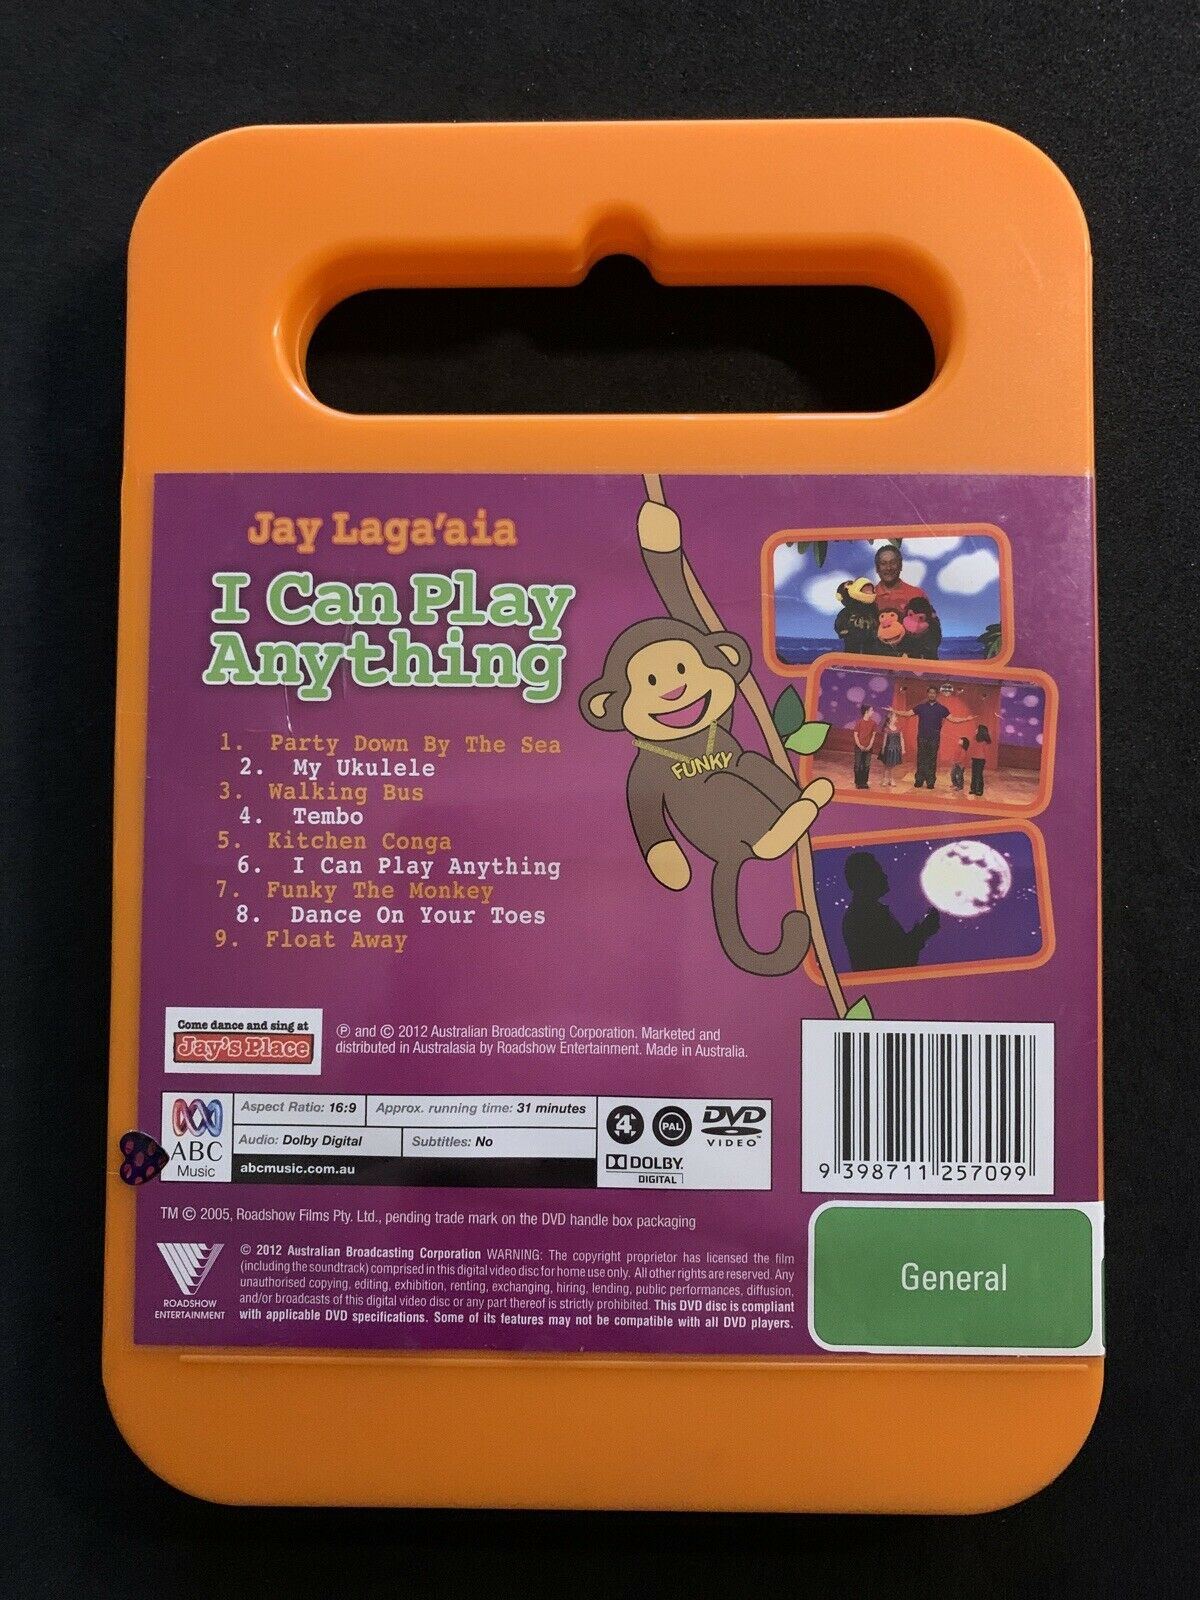 Jay Laga'aia
I Can Play
Anything
1. Party Down By The Sea
2. My Ukulele
3. Walking Bus
4. Tembo
5. Kitchen Conga
6. I Can Play Anything
7. Funky The Monkey
8. Dance On Your Toes
9. Float Away
FUNKY
Come dance and sing at
Jay's Place
℗ and © 2012 Australian Broadcasting Corporation. Marketed and
distributed in Australasia by Roadshow Entertainment. Made in Australia.
ABC
Music
Aspect Ratio: 16:9
Approx. running time: 31 minutes
Audio: Dolby Digital
Subtitles: No
abcmusic.com.au
4
PAL
DVD
VIDEO™
DOLBY.
DIGITAL
9 398711 257099
TM © 2005, Roadshow Films Pty. Ltd., pending trade mark on the DVD handle box packaging
ROADSHOW
ENTERTAINMENT
© 2012 Australian Broadcasting Corporation WARNING: The copyright proprietor has licensed the film
(including the soundtrack) comprised in this digital video disc for home use only. All other rights are reserved. Any
unauthorised copying, editing, exhibition, renting, exchanging, hiring, lending, public performances, diffusion,
and/or broadcasts of this digital video disc or any part thereof is strictly prohibited. This DVD disc is compliant
with applicable DVD specifications. Some of its features may not be compatible with all DVD players.
General